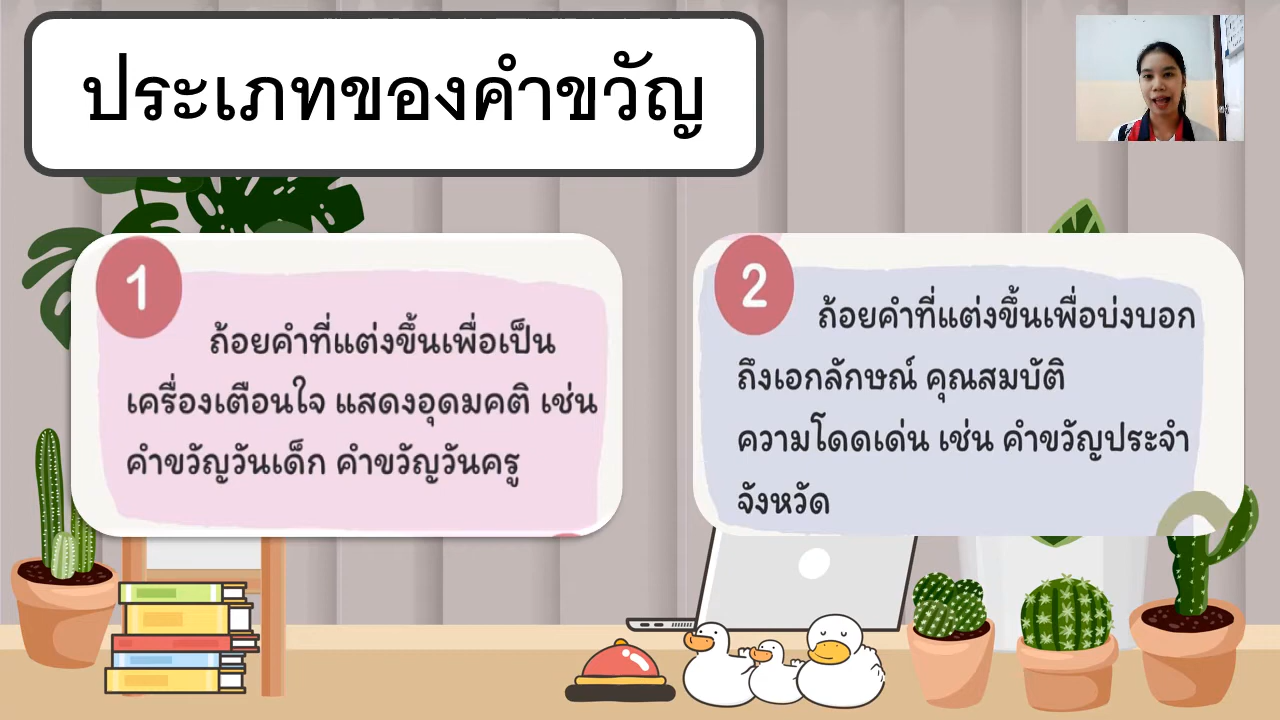 ประเภทของคำขวัญ
1
ถ้อยคำที่แต่งขึ้นเพื่อเป็น
เครื่องเตือนใจ แสดงอุดมคติ เช่น
คำขวัญวันเด็ก คำขวัญวันครู
2
ถ้อยคำที่แต่งขึ้นเพื่อบ่งบอก
ถึงเอกลักษณ์ คุณสมบัติ
ความโดดเด่น เช่น คำขวัญประจำ
จังหวัด